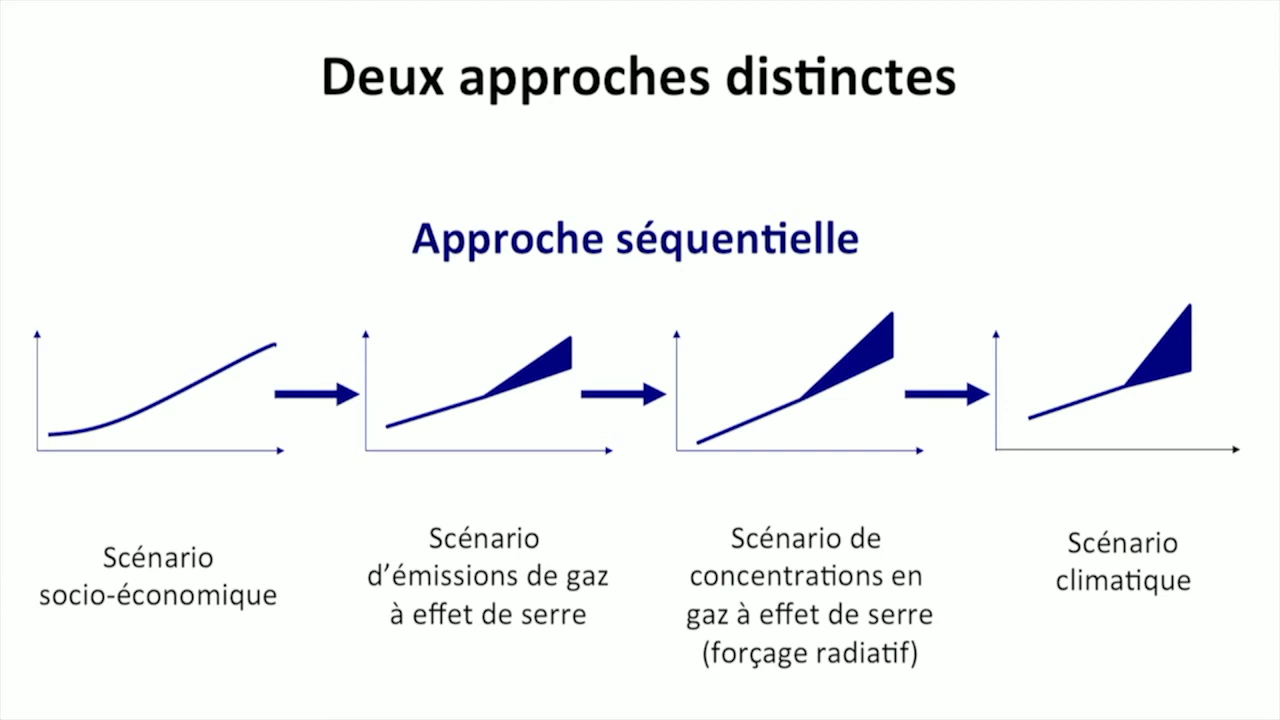 Deux approches distinctes
Approche séquentielle
Scénario
socio-économique
Scénario
d’émissions de gaz
à effet de serre
Scénario de
concentrations en
gaz à effet de serre
(forçage radiatif)
Scénario
climatique